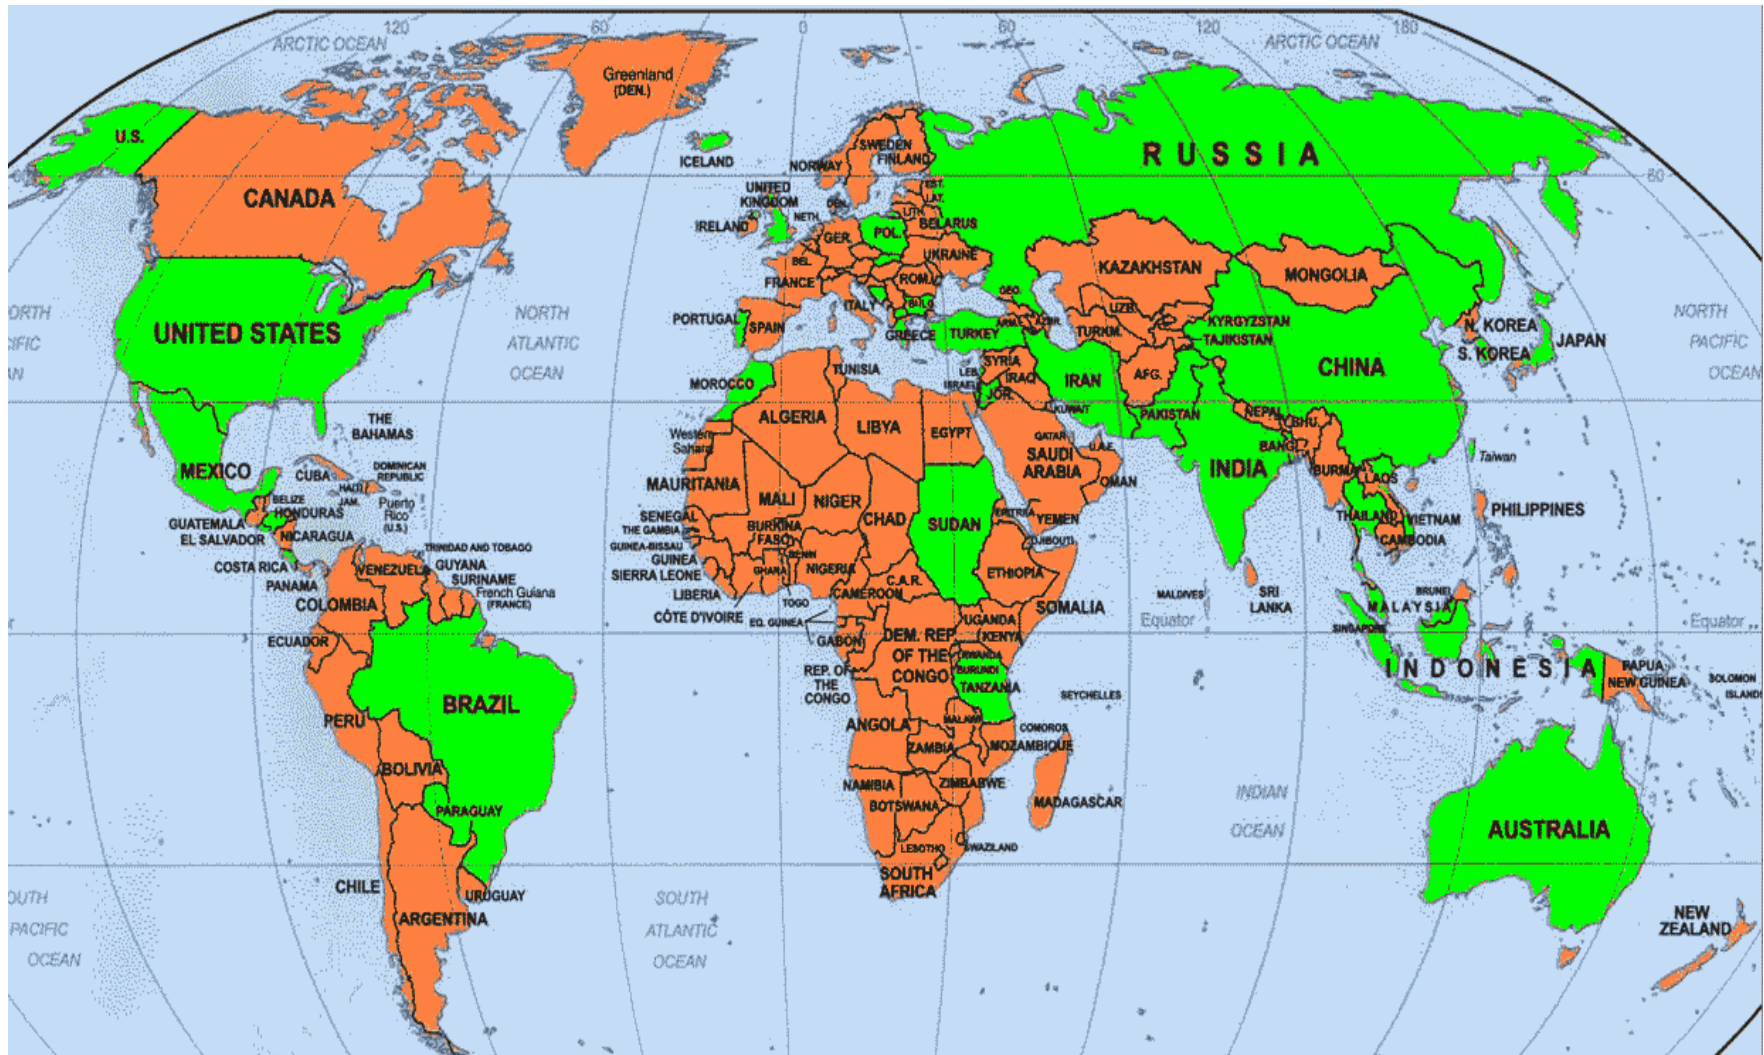 120
60
0
60
120
180
ARCTIC OCEAN
ARCTIC OCEAN
Greenland
(DEN.)
U.S.
ICELAND
RUSSIA
60
NORWAY
SWEDEN
FINLAND
CANADA
UNITED
KINGDOM
IRELAND
DEN.
NETH.
EST.
LAT.
LITH.
BELARUS
GER.
POL.
BEL.
UKRAINE
FRANCE
ROM.
KAZAKHSTAN
MONGOLIA
ITALY
BULG.
GEO.
UZB.
PORTUGAL
SPAIN
GREECE
TURKEY
ARM.
AZER.
TURKM.
KYRGYZSTAN
TAJIKISTAN
N. KOREA
S. KOREA
JAPAN
UNITED STATES
ORTH
IFIC
AN
NORTH
ATLANTIC
OCEAN
NORTH
PACIFIC
OCEAN
CHINA
MOROCCO
TUNISIA
SYRIA
LEB.
ISRAEL
IRAQ
JOR.
IRAN
AFG.
KUWAIT
PAKISTAN
NEPAL
BHU.
BANG.
ALGERIA
LIBYA
EGYPT
Western
Sahara
QATAR
U.A.E.
SAUDI
ARABIA
OMAN
INDIA
BURMA
LAOS
Taiwan
THE
BAHAMAS
MEXICO
CUBA
DOMINICAN
REPUBLIC
HAITI
JAM.
Puerto
Rico
(U.S.)
BELIZE
HONDURAS
GUATEMALA
EL SALVADOR
NICARAGUA
COSTA RICA
PANAMA
TRINIDAD AND TOBAGO
VENEZUELA
GUYANA
SURINAME
French Guiana
(FRANCE)
COLOMBIA
ECUADOR
MAURITANIA
MALI
NIGER
CHAD
SUDAN
ERITREA
YEMEN
DJIBOUTI
SENEGAL
THE GAMBIA
GUINEA-BISSAU
GUINEA
SIERRA LEONE
LIBERIA
CÔTE D'IVOIRE
BURKINA
FASO
GHANA
BENIN
TOGO
NIGERIA
CAMEROON
C.A.R.
ETHIOPIA
SOMALIA
EQ. GUINEA
GABON
REP. OF
THE
CONGO
DEM. REP.
OF THE
CONGO
UGANDA
KENYA
RWANDA
BURUNDI
TANZANIA
SEYCHELLES
COMOROS
MALDIVES
SRI
LANKA
Equator
THAILAND
VIETNAM
CAMBODIA
PHILIPPINES
BRUNEI
MALAYSIA
SINGAPORE
Equator
INDONESIA
PAPUA
NEW GUINEA
SOLOMON
ISLANDS
PERU
BRAZIL
BOLIVIA
PARAGUAY
CHILE
ARGENTINA
URUGUAY
ANGOLA
ZAMBIA
MALAWI
MOZAMBIQUE
NAMIBIA
ZIMBABWE
BOTSWANA
MADAGASCAR
LESOTHO
SWAZILAND
SOUTH
AFRICA
INDIAN
OCEAN
AUSTRALIA
NEW
ZEALAND
OUTH
PACIFIC
OCEAN
SOUTH
ATLANTIC
OCEAN